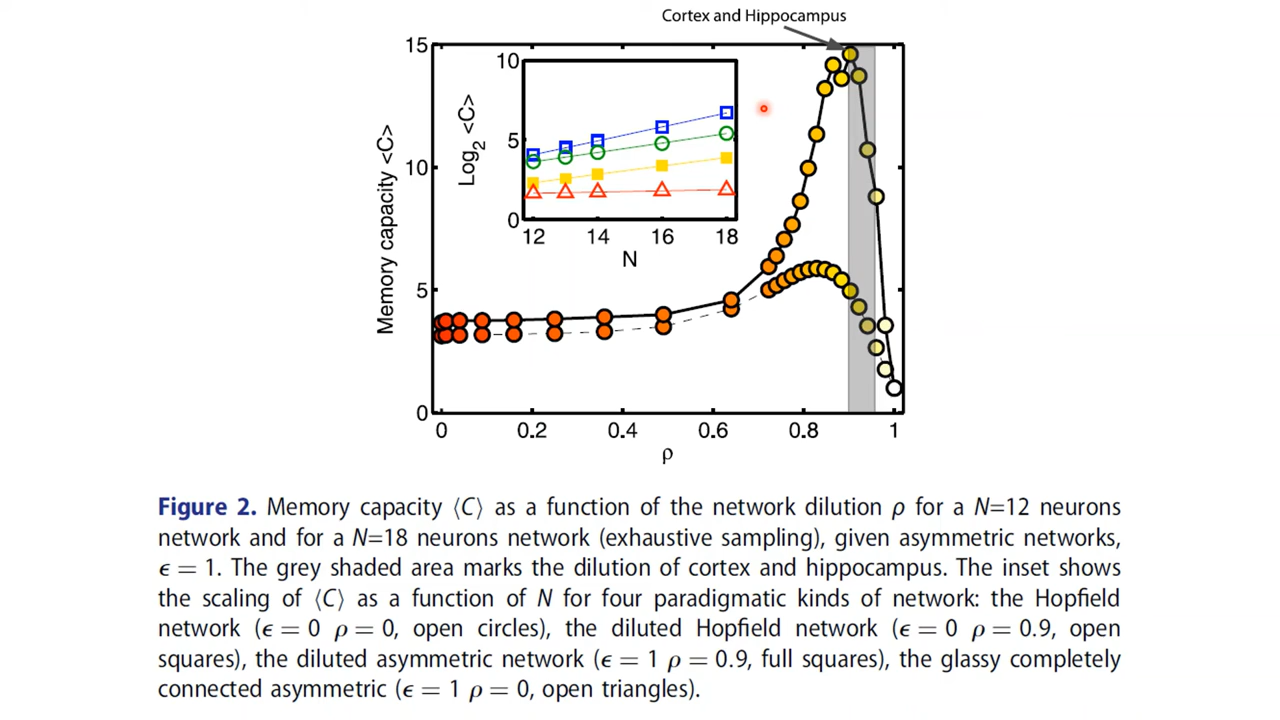 Cortex and Hippocampus
15
10
5
0
Memory capacity <C>
10
5
0
Log2 <C>
12 14 16 18
N
0 0.2 0.4 0.6 0.8 1
ρ
Figure 2. Memory capacity ⟨C⟩ as a function of the network dilution ρ for a N=12 neurons
network and for a N=18 neurons network (exhaustive sampling), given asymmetric networks,
ϵ = 1. The grey shaded area marks the dilution of cortex and hippocampus. The inset shows
the scaling of ⟨C⟩ as a function of N for four paradigmatic kinds of network: the Hopfield
network (ϵ = 0 ρ = 0, open circles), the diluted Hopfield network (ϵ = 0 ρ = 0.9, open
squares), the diluted asymmetric network (ϵ = 1 ρ = 0.9, full squares), the glassy completely
connected asymmetric (ϵ = 1 ρ = 0, open triangles).